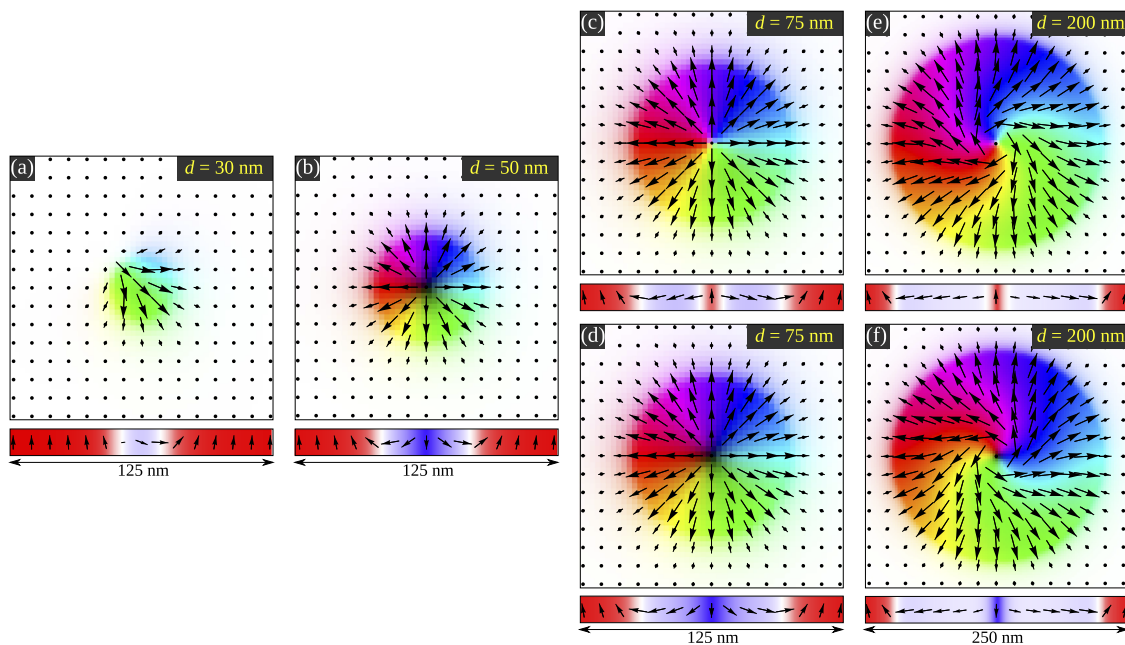 (a) d = 30 nm
125 nm
(b) d = 50 nm
125 nm
(c) d = 75 nm
(d) d = 75 nm
125 nm
(e) d = 200 nm
(f) d = 200 nm
250 nm